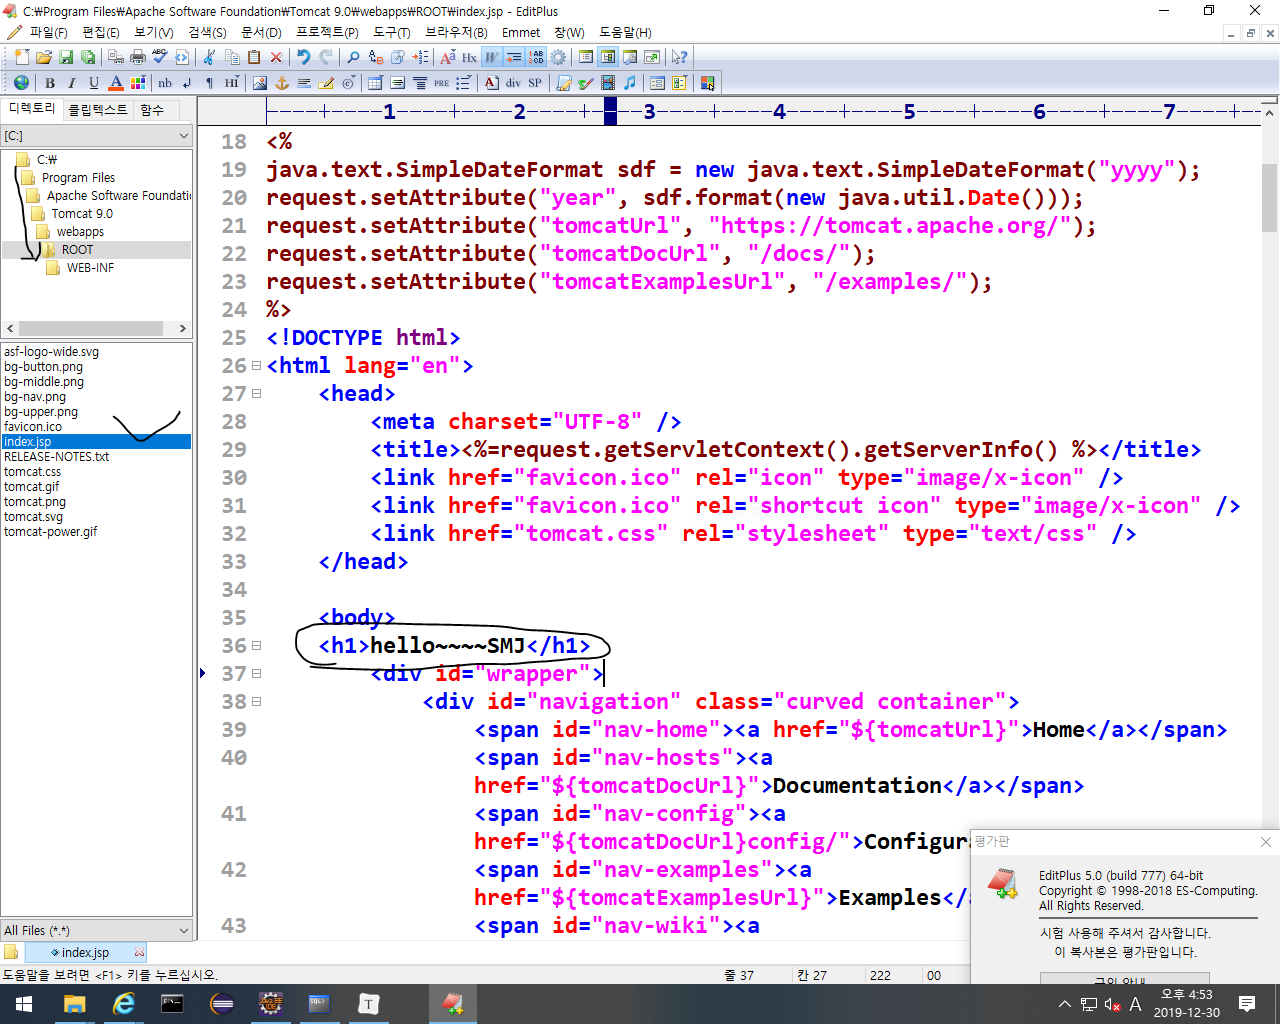 C:\Program Files\Apache Software Foundation\Tomcat 9.0\webapps\ROOT\index.jsp - EditPlus
파일(F) 편집(E) 보기(V) 검색(S) 문서(D) 프로젝트(P) 도구(T) 브라우저(B) Emmet 창(W) 도움말(H)
디렉토리 클립텍스트 함수
[C:]
C:\
Program Files
Apache Software Foundatio
Tomcat 9.0
webapps
ROOT
WEB-INF
asf-logo-wide.svg
bg-button.png
bg-middle.png
bg-nav.png
bg-upper.png
favicon.ico
index.jsp
RELEASE-NOTES.txt
tomcat.css
tomcat.gif
tomcat.png
tomcat.svg
tomcat-power.gif
All Files (*.*)
1 2 3 4 5 6 7
18 <%
19 java.text.SimpleDateFormat sdf = new java.text.SimpleDateFormat("yyyy");
20 request.setAttribute("year", sdf.format(new java.util.Date()));
21 request.setAttribute("tomcatUrl", "https://tomcat.apache.org/");
22 request.setAttribute("tomcatDocUrl", "/docs/");
23 request.setAttribute("tomcatExamplesUrl", "/examples/");
24 %>
25 <!DOCTYPE html>
26 <html lang="en">
27 <head>
28 <meta charset="UTF-8" />
29 <title><%=request.getServletContext().getServerInfo() %></title>
30 <link href="favicon.ico" rel="icon" type="image/x-icon" />
31 <link href="favicon.ico" rel="shortcut icon" type="image/x-icon" />
32 <link href="tomcat.css" rel="stylesheet" type="text/css" />
33 </head>
34
35 <body>
36 <h1>hello~~~~SMJ</h1>
37 <div id="wrapper">
38 <div id="navigation" class="curved container">
39 <span id="nav-home"><a href="${tomcatUrl}">Home</a></span>
40 <span id="nav-hosts"><a
href="${tomcatDocUrl}">Documentation</a></span>
41 <span id="nav-config"><a
href="${tomcatDocUrl}config/">Configur
42 <span id="nav-examples"><a
href="${tomcatExamplesUrl}">Examples</
43 <span id="nav-wiki"><a
평가판
EditPlus 5.0 (build 777) 64-bit
Copyright © 1998-2018 ES-Computing.
All Rights Reserved.
시험 사용해 주셔서 감사합니다.
이 복사본은 평가판입니다.
index.jsp
도움말을 보려면 <F1> 키를 누르십시오.
줄 37 칸 27 222 00
A 오후 4:53
2019-12-30